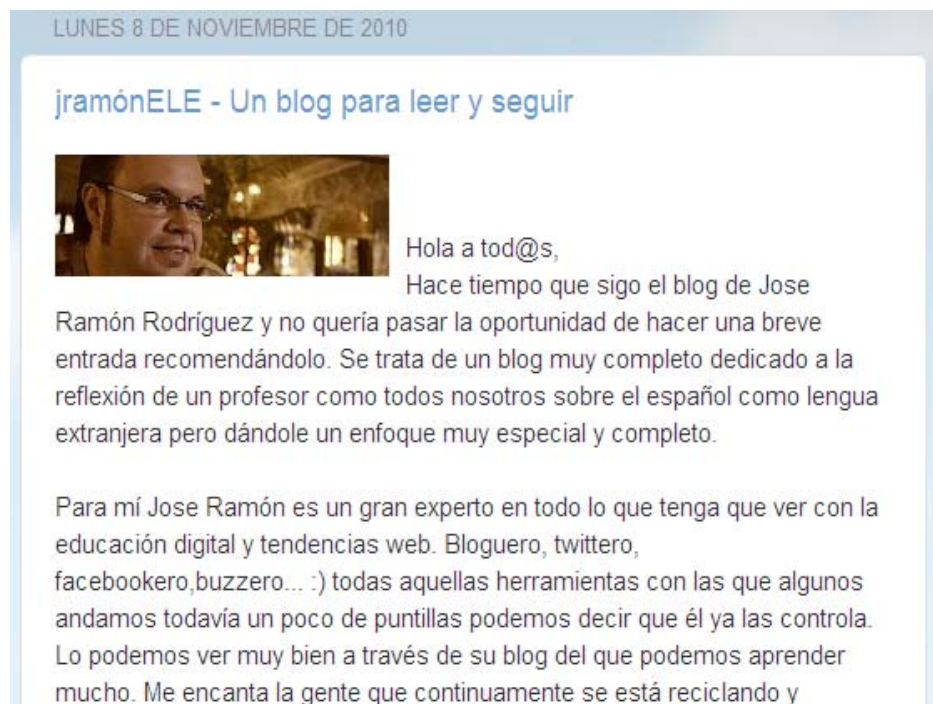 LUNES 8 DE NOVIEMBRE DE 2010
jramónELE - Un blog para leer y seguir
Hola a tod@s,
Hace tiempo que sigo el blog de Jose
Ramón Rodríguez y no quería pasar la oportunidad de hacer una breve
entrada recomendándolo. Se trata de un blog muy completo dedicado a la
reflexión de un profesor como todos nosotros sobre el español como lengua
extranjera pero dándole un enfoque muy especial y completo.
Para mí Jose Ramón es un gran experto en todo lo que tenga que ver con la
educación digital y tendencias web. Bloguero, twittero,
facebookero,buzzero... :) todas aquellas herramientas con las que algunos
andamos todavía un poco de puntillas podemos decir que él ya las controla.
Lo podemos ver muy bien a través de su blog del que podemos aprender
mucho. Me encanta la gente que continuamente se está reciclando y